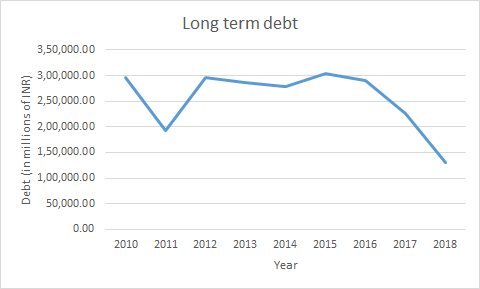 Long term debt
Debt (in millions of INR)
3,50,000.00
3,00,000.00
2,50,000.00
2,00,000.00
1,50,000.00
1,00,000.00
50,000.00
0.00
2010 2011 2012 2013 2014 2015 2016 2017 2018
Year